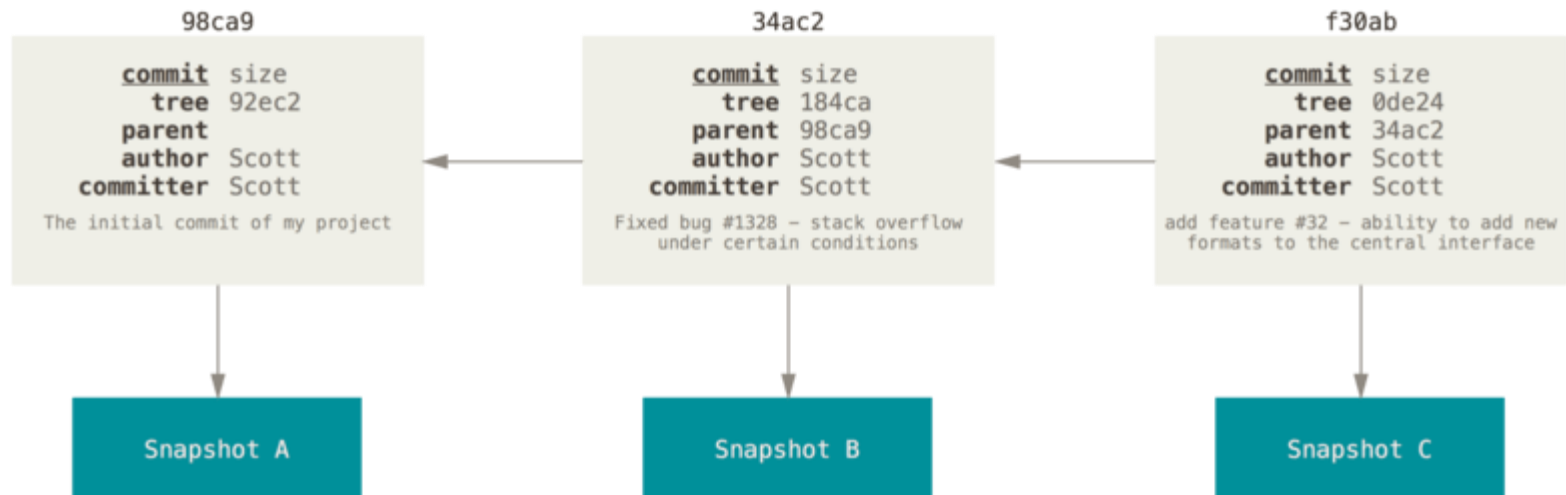 98ca9
commit size
tree 92ec2
parent
author Scott
committer Scott
The initial commit of my project
Snapshot A
34ac2
commit size
tree 184ca
parent 98ca9
author Scott
committer Scott
Fixed bug #1328 – stack overflow
under certain conditions
Snapshot B
f30ab
commit size
tree 0de24
parent 34ac2
author Scott
committer Scott
add feature #32 – ability to add new
formats to the central interface
Snapshot C